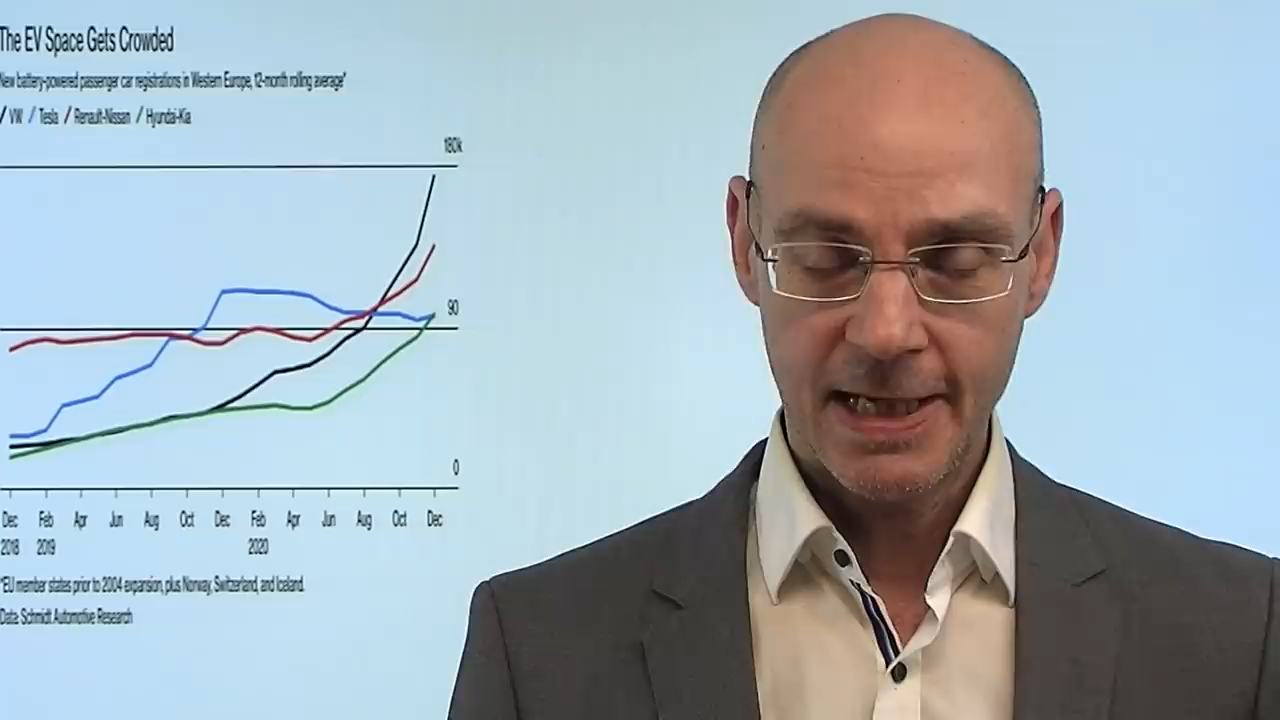 The EV Space Gets Crowded
New battery-powered passenger car registrations in Western Europe, 12-month rolling average*
/ VW / Tesla / Renault-Nissan / Hyundai-Kia
180k
90
0
Dec Feb Apr Jun Aug Oct Dec Feb Apr Jun Aug Oct Dec
2018 2019 2020
*EU member states prior to 2004 expansion, plus Norway, Switzerland, and Iceland.
Data: Schmidt Automotive Research